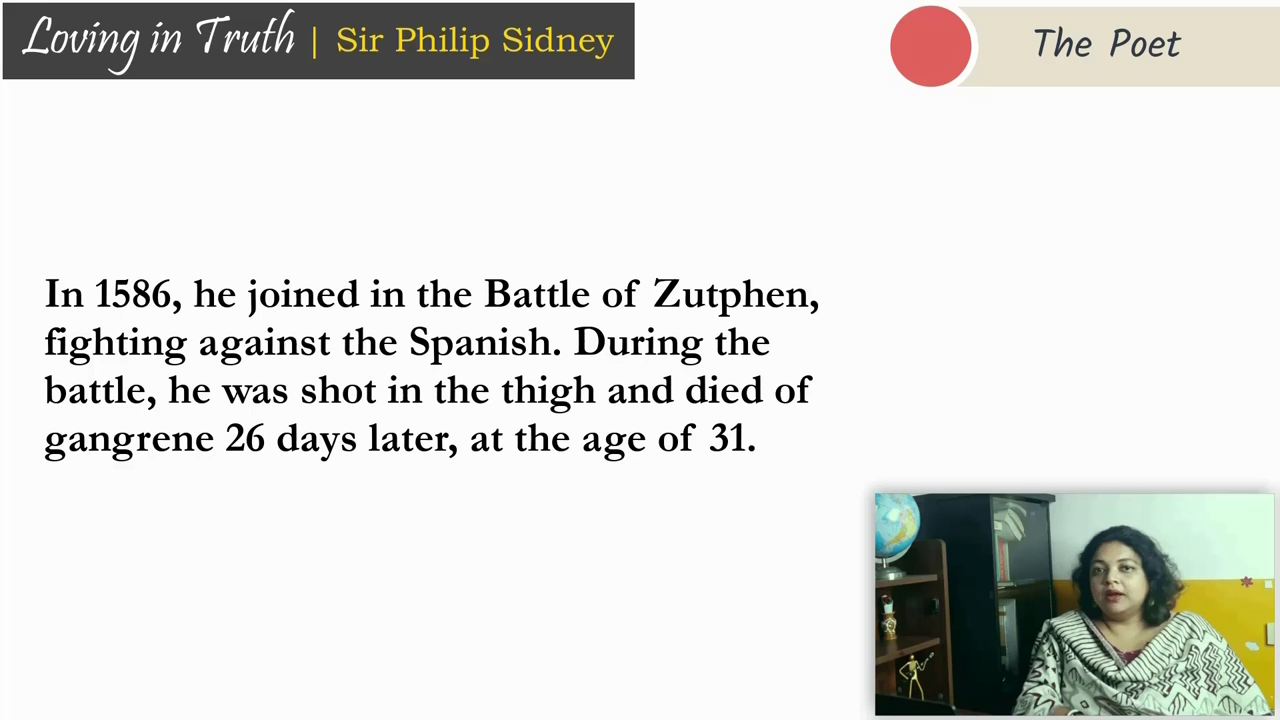 Loving in Truth | Sir Philip Sidney
The Poet
In 1586, he joined in the Battle of Zutphen,
fighting against the Spanish. During the
battle, he was shot in the thigh and died of
gangrene 26 days later, at the age of 31.